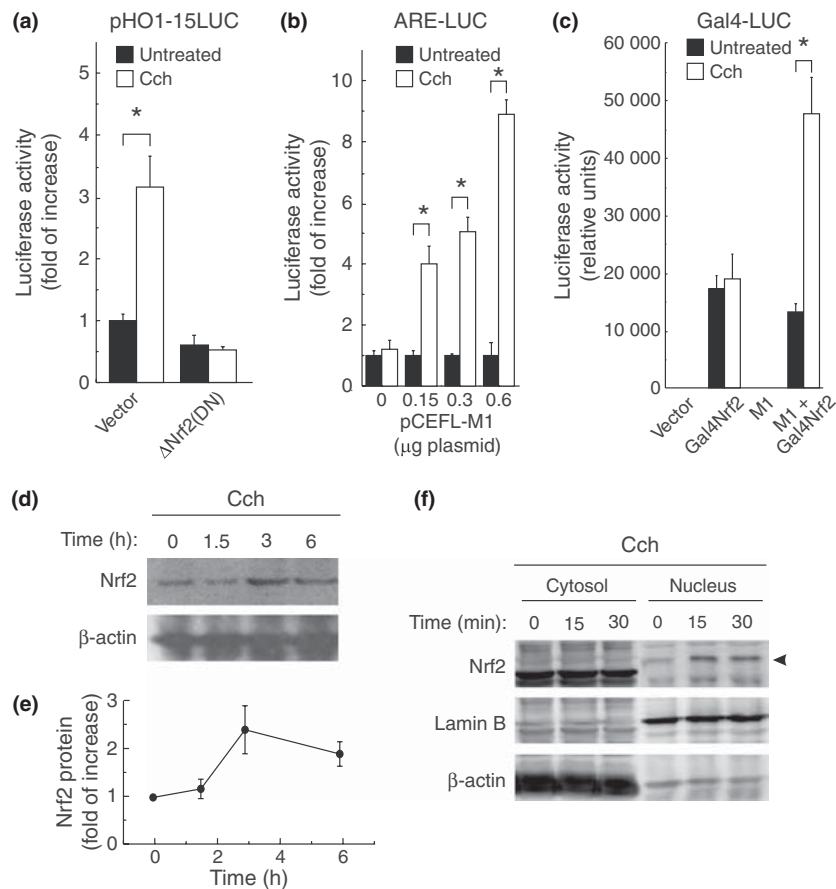 (a) pHO1-15LUC
Untreated
Cch
Luciferase activity
(fold of increase)
5
4
3
2
1
0
*
Vector
ΔNrf2(DN)
(b) ARE-LUC
Untreated
Cch
Luciferase activity
(fold of increase)
10
8
6
4
2
0
*
*
*
0 0.15 0.3 0.6
pCEFL-M1
(μg plasmid)
(c) Gal4-LUC
Untreated
Cch
Luciferase activity
(relative units)
60 000
50 000
40 000
30 000
20 000
10 000
0
*
Vector
Gal4Nrf2
M1
M1 +
Gal4Nrf2
(d)
Cch
Time (h): 0 1.5 3 6
Nrf2
β-actin
(e)
Nrf2 protein
(fold of increase)
3
2
1
0
0 2 4 6
Time (h)
(f)
Cch
Cytosol Nucleus
Time (min): 0 15 30 0 15 30
Nrf2
Lamin B
β-actin